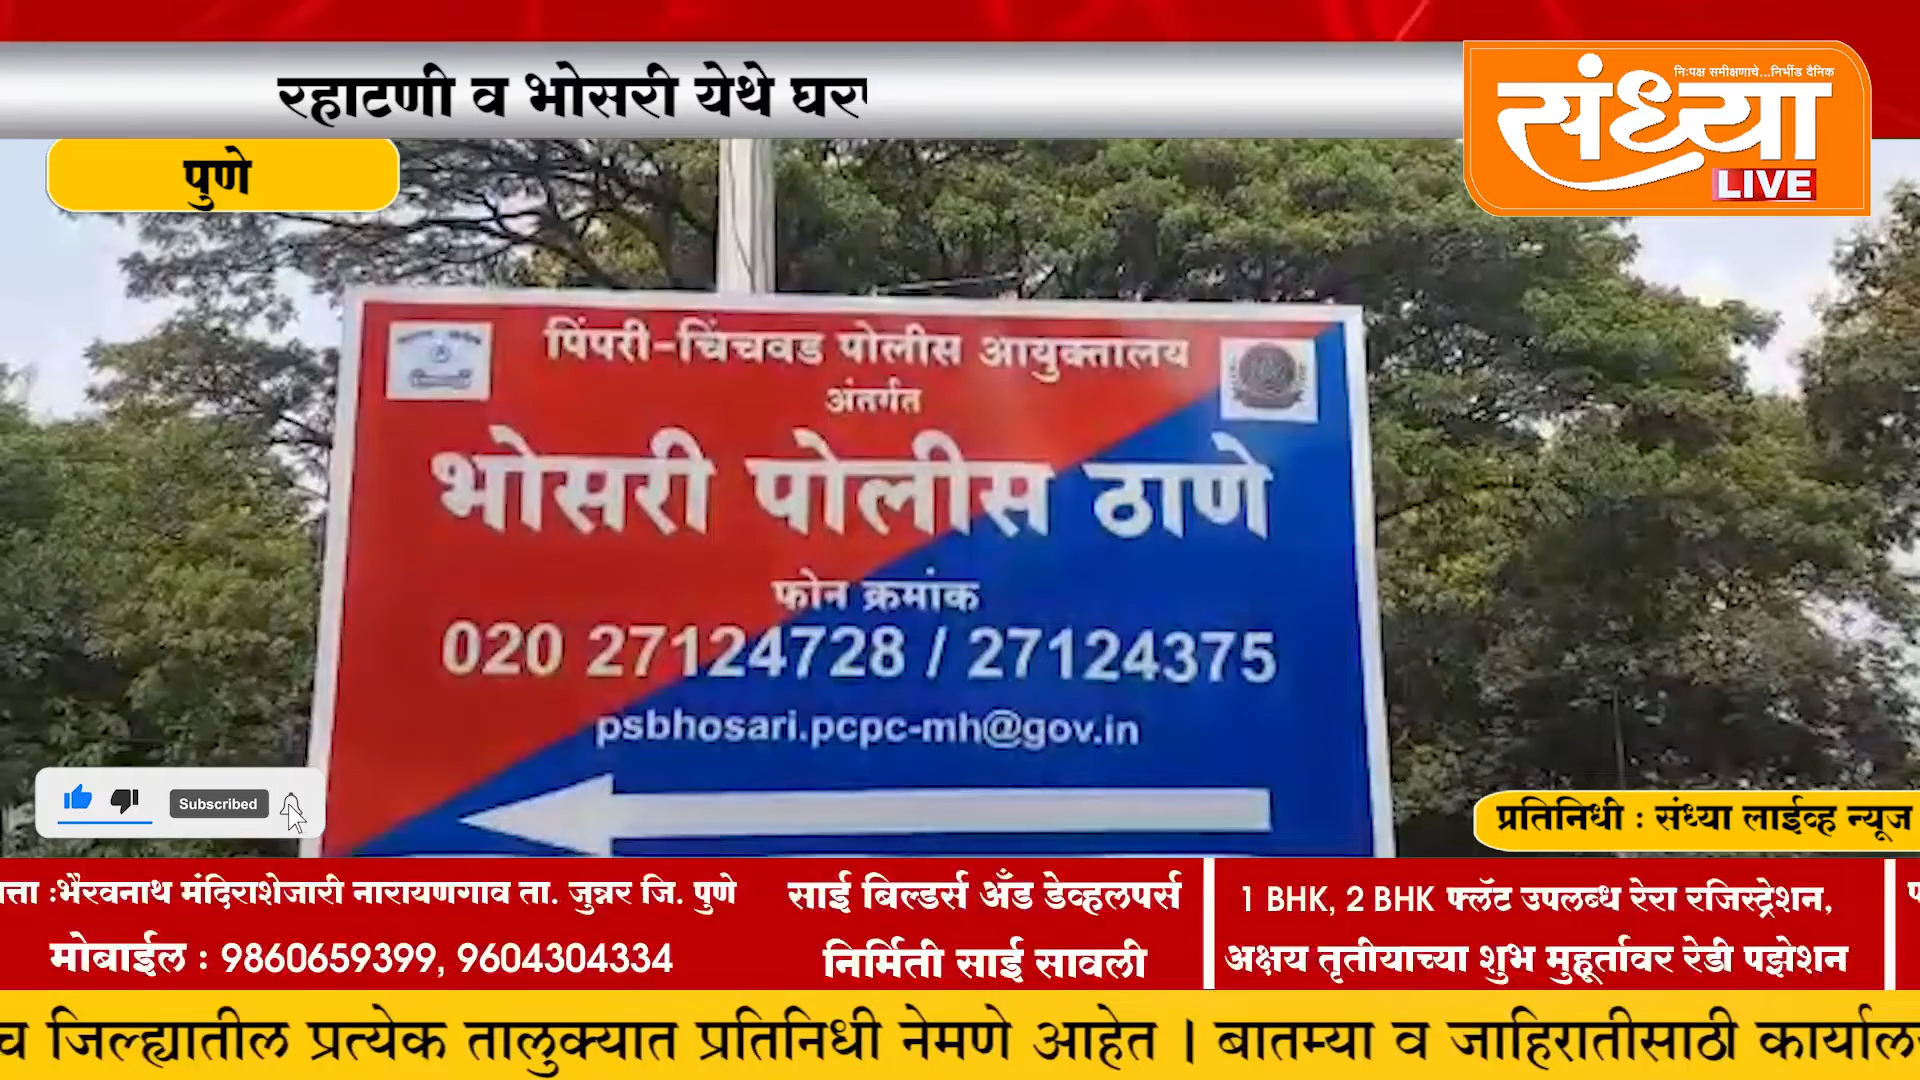 रहाटणी व भोसरी येथे घर
निःपक्ष समीक्षणाचे...निर्भीड दैनिक
संध्या
LIVE
पुणे
पिंपरी-चिंचवड पोलीस आयुक्तालय
अंतर्गत
भोसरी पोलीस ठाणे
फोन क्रमांक
020 27124728 / 27124375
psbhosari.pcpc-mh@gov.in
Subscribed
प्रतिनिधी : संध्या लाईव्ह न्यूज
त्ता :भैरवनाथ मंदिराशेजारी नारायणगाव ता. जुन्नर जि. पुणे
मोबाईल : 9860659399, 9604304334
साई बिल्डर्स अँड डेव्हलपर्स
निर्मिती साई सावली
1 BHK, 2 BHK फ्लॅट उपलब्ध रेरा रजिस्ट्रेशन,
अक्षय तृतीयाच्या शुभ मुहूर्तावर रेडी पझेशन
च जिल्ह्यातील प्रत्येक तालुक्यात प्रतिनिधी नेमणे आहेत । बातम्या व जाहिरातीसाठी कार्याल